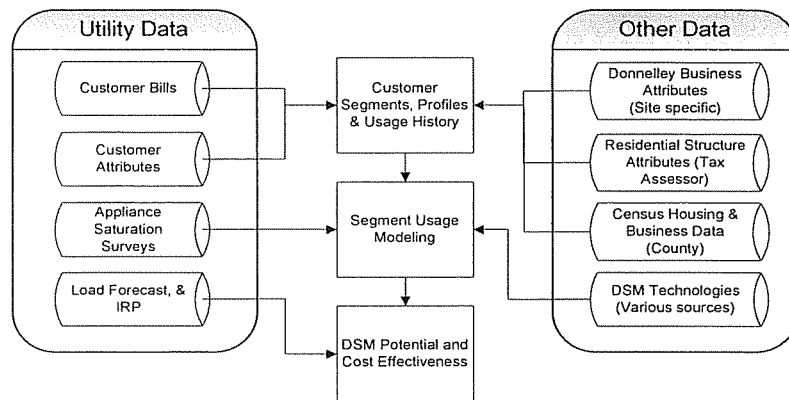 Utility Data
Customer Bills
Customer
Attributes
Appliance
Saturation
Surveys
Load Forecast, &
IRP
Customer
Segments, Profiles
& Usage History
Segment Usage
Modeling
DSM Potential and
Cost Effectiveness
Other Data
Donnelley Business
Attributes
(Site specific)
Residential Structure
Attributes (Tax
Assessor)
Census Housing &
Business Data
(County)
DSM Technologies
(Various sources)